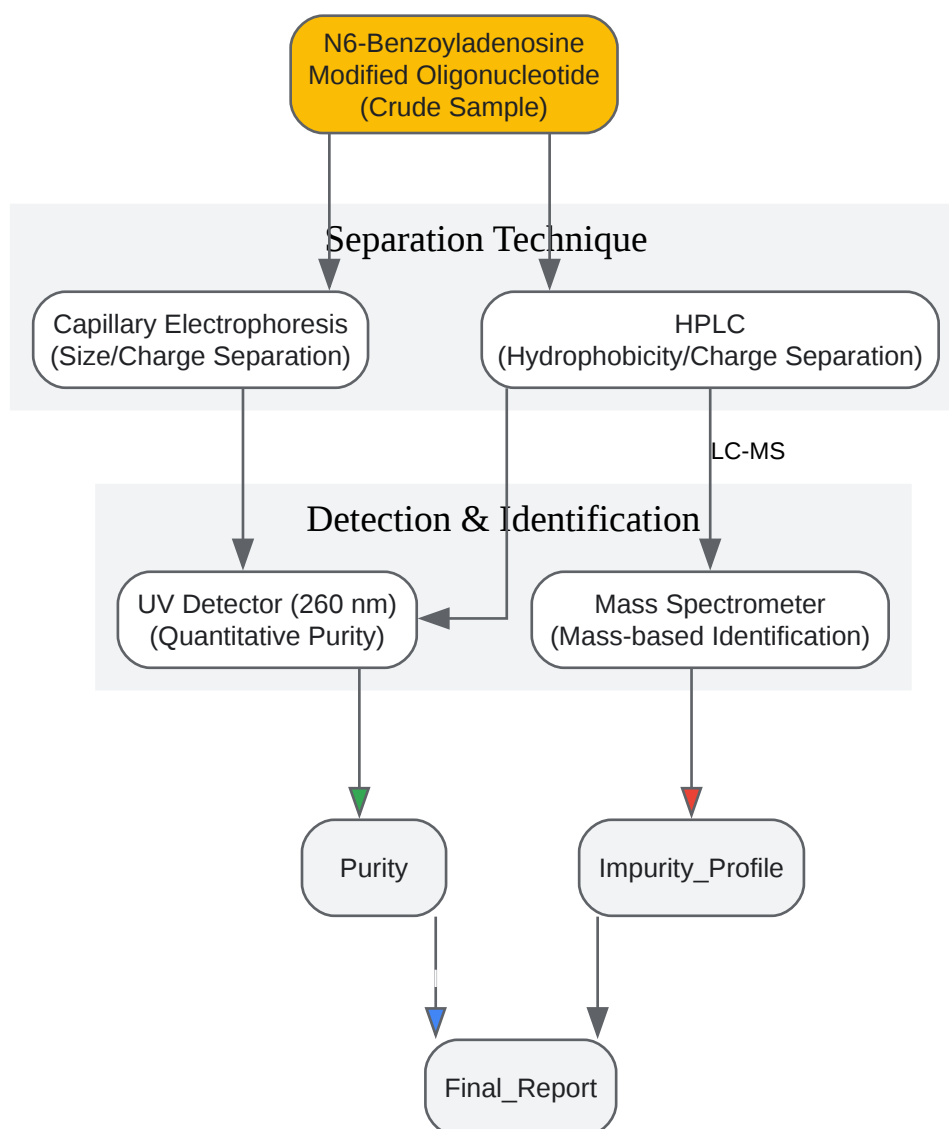 N6-Benzoyladenosine
Modified Oligonucleotide
(Crude Sample)
Separation Technique
Capillary Electrophoresis
(Size/Charge Separation)
HPLC
(Hydrophobicity/Charge Separation)
LC-MS
Detection & Identification
UV Detector (260 nm)
(Quantitative Purity)
Mass Spectrometer
(Mass-based Identification)
Purity
Impurity_Profile
Final_Report